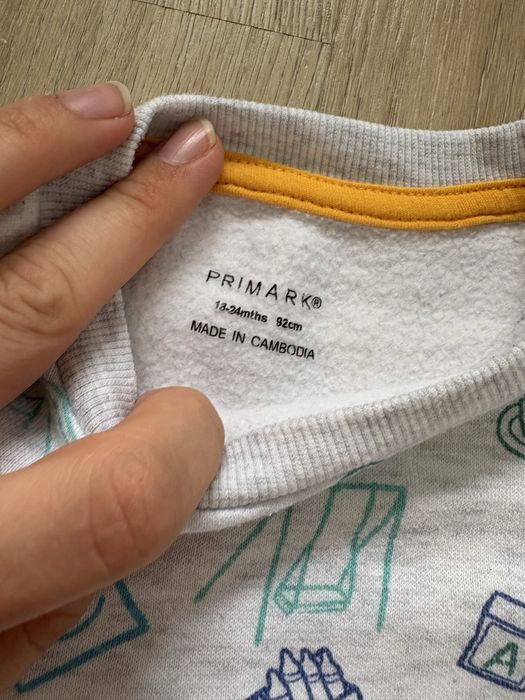 PRIMARK®
18-24mths 92cm
MADE IN CAMBODIA
A